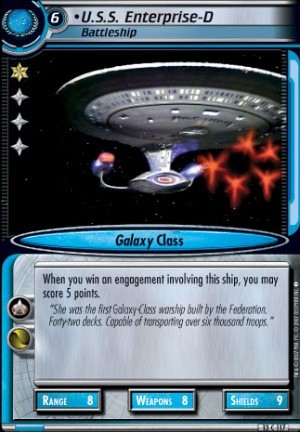 6
•U.S.S. Enterprise-D
Battleship
Galaxy Class
When you win an engagement involving this ship, you may
score 5 points.
"She was the first Galaxy-Class warship built by the Federation.
Forty-two decks. Capable of transporting over six thousand troops."
RANGE 8
WEAPONS 8
SHIELDS 9